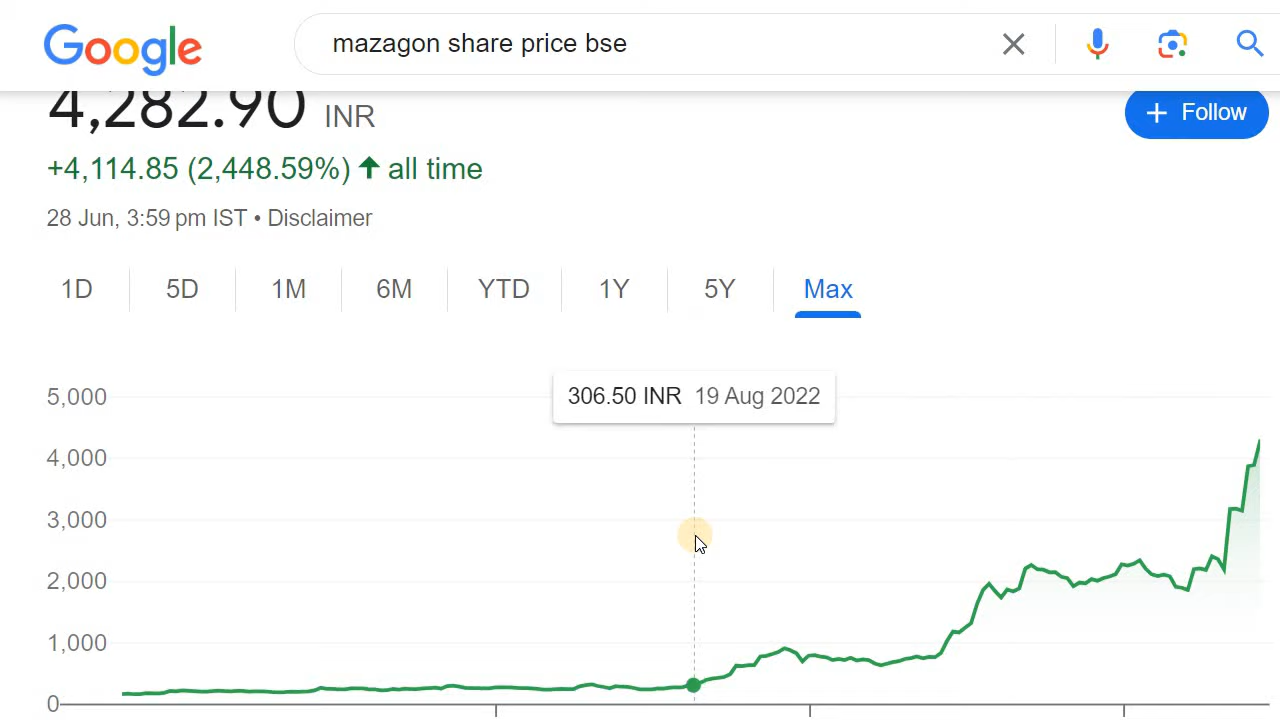 Google mazagon share price bse
4,282.90 INR
+ Follow
+4,114.85 (2,448.59%) ↑ all time
28 Jun, 3:59 pm IST • Disclaimer
1D 5D 1M 6M YTD 1Y 5Y Max
306.50 INR 19 Aug 2022
5,000
4,000
3,000
2,000
1,000
0